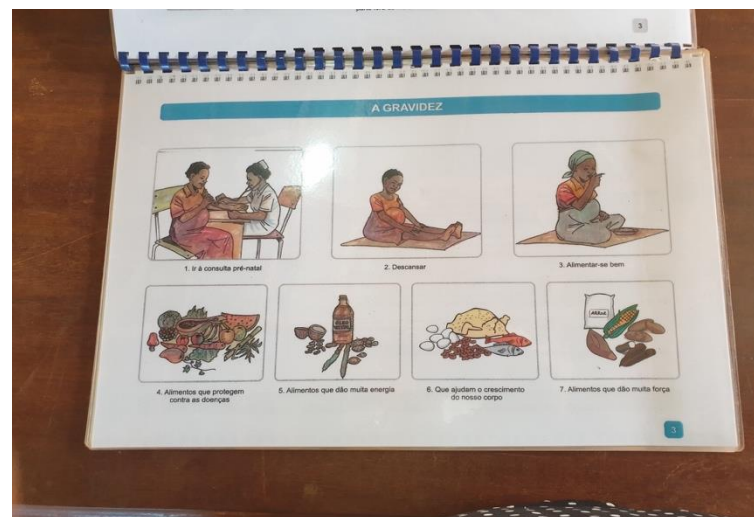 3
A GRAVIDEZ
1. Ir à consulta pré-natal
2. Descansar
3. Alimentar-se bem
4. Alimentos que protegem
contra as doenças
5. Alimentos que dão muita energia
6. Que ajudam o crescimento
do nosso corpo
7. Alimentos que dão muita força
3